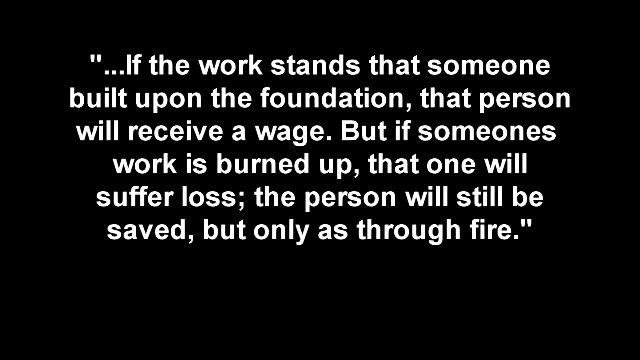 "...If the work stands that someone
built upon the foundation, that person
will receive a wage. But if someones
work is burned up, that one will
suffer loss; the person will still be
saved, but only as through fire."